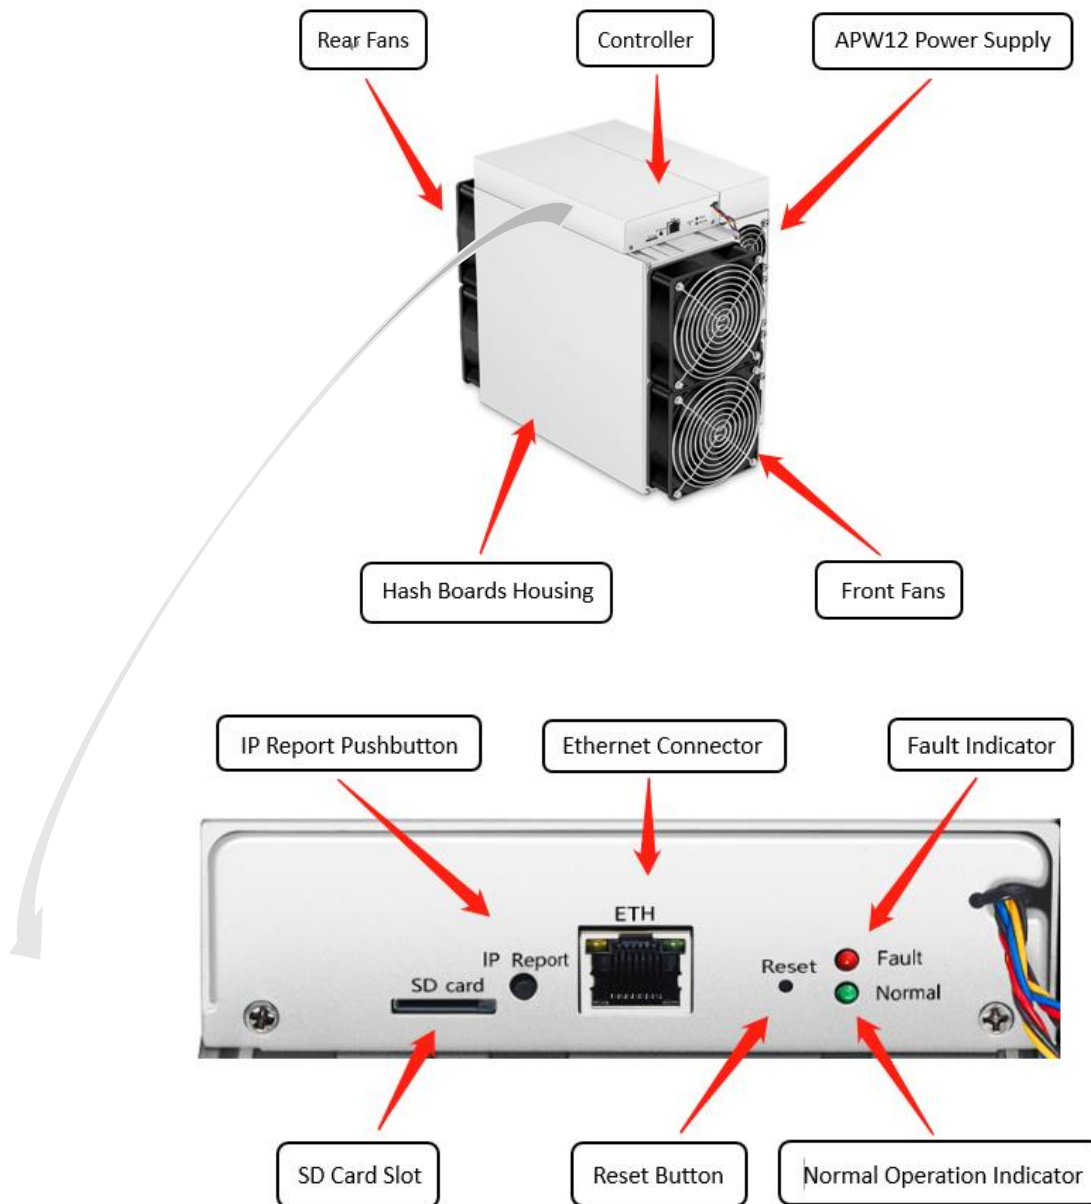 Rear Fans
Controller
APW12 Power Supply
Hash Boards Housing
Front Fans
IP Report Pushbutton
Ethernet Connector
Fault Indicator
ETH
IP Report
SD card
Reset
Fault
Normal
SD Card Slot
Reset Button
Normal Operation Indicator